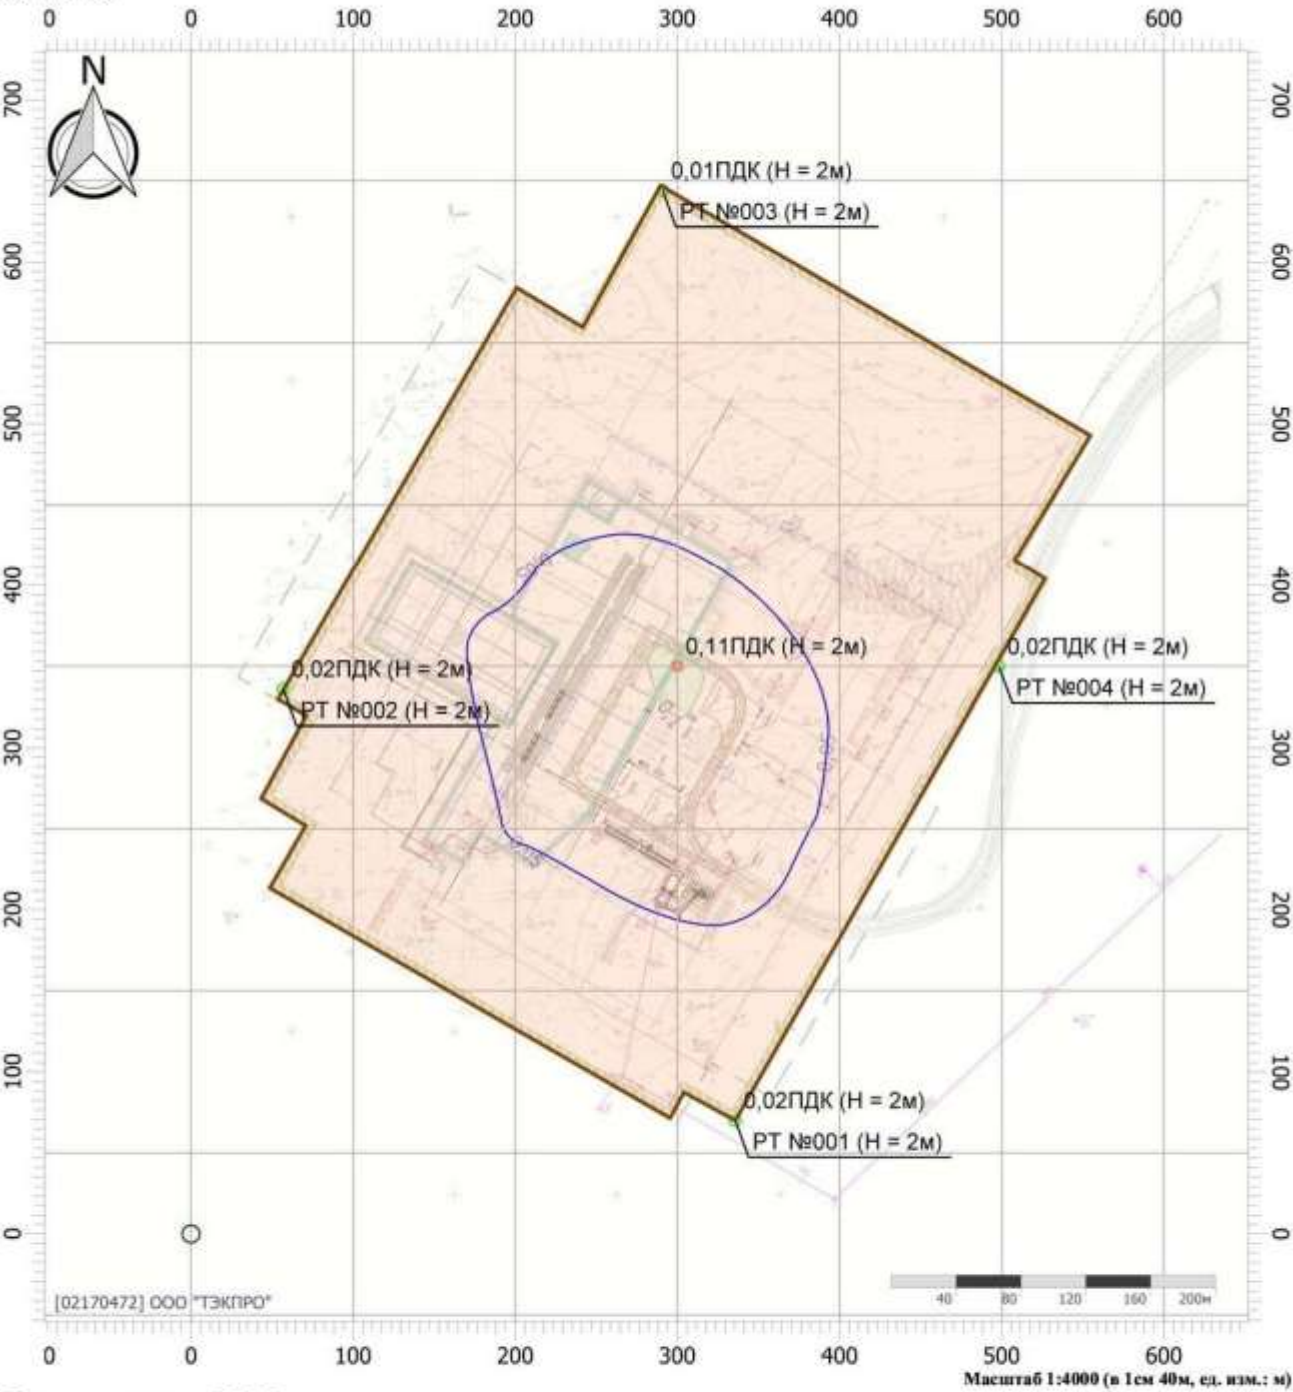 0 0 100 200 300 400 500 600
N
700 700
0,01ПДК (Н = 2м)
РТ №003 (Н = 2м)
600 600
500 500
400 400
0,11ПДК (Н = 2м)
0,02ПДК (Н = 2м)
РТ №004 (Н = 2м)
0,02ПДК (Н = 2м)
РТ №002 (Н = 2м)
300 300
200 200
100 100
0,02ПДК (Н = 2м)
РТ №001 (Н = 2м)
0 0
[02170472] ООО "ТЭКПРО"
40 80 120 160 200м
0 0 100 200 300 400 500 600
Масштаб 1:4000 (в 1см 40м, ед. изм.: м)